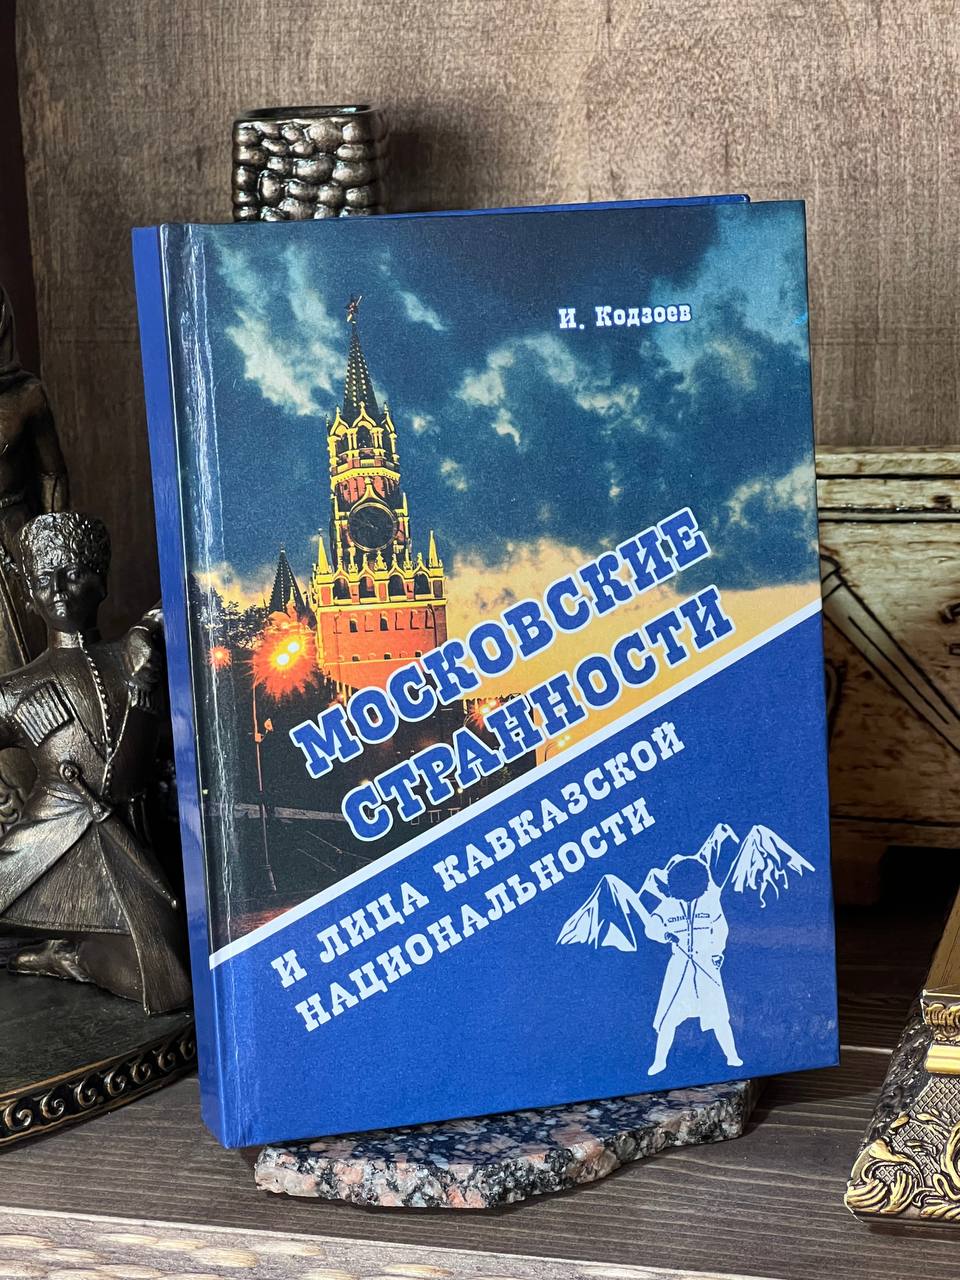 И. Кодзоев
МОСКОВСКИЕ
СТРАННОСТИ
И ЛИЦА КАВКАЗСКОЙ
НАЦИОНАЛЬНОСТИ